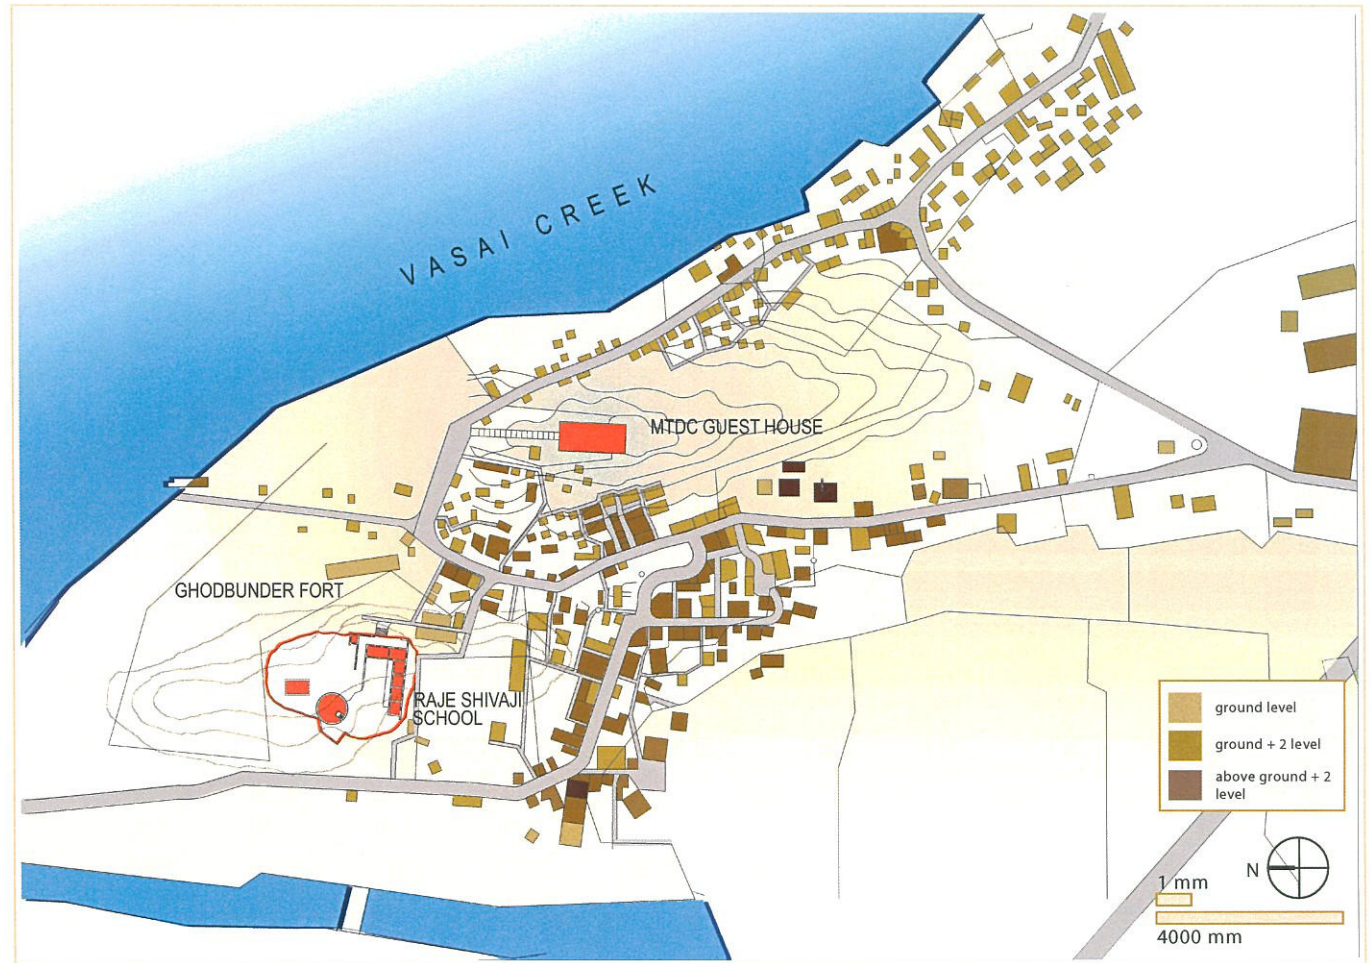 VASAI CREEK
MTDC GUEST HOUSE
GHODBUNDER FORT
RAJE SHIVAJI
SCHOOL
ground level
ground + 2 level
above ground + 2
level
N
1 mm
4000 mm